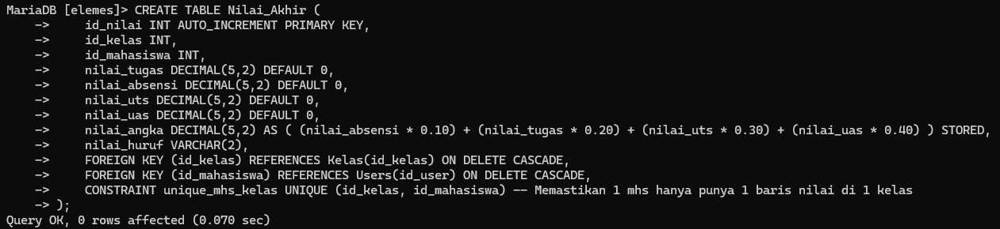 MariaDB [elemes]> CREATE TABLE Nilai_Akhir (
    ->     id_nilai INT AUTO_INCREMENT PRIMARY KEY,
    ->     id_kelas INT,
    ->     id_mahasiswa INT,
    ->     nilai_tugas DECIMAL(5,2) DEFAULT 0,
    ->     nilai_absensi DECIMAL(5,2) DEFAULT 0,
    ->     nilai_uts DECIMAL(5,2) DEFAULT 0,
    ->     nilai_uas DECIMAL(5,2) DEFAULT 0,
    ->     nilai_angka DECIMAL(5,2) AS ( (nilai_absensi * 0.10) + (nilai_tugas * 0.20) + (nilai_uts * 0.30) + (nilai_uas * 0.40) ) STORED,
    ->     nilai_huruf VARCHAR(2),
    ->     FOREIGN KEY (id_kelas) REFERENCES Kelas(id_kelas) ON DELETE CASCADE,
    ->     FOREIGN KEY (id_mahasiswa) REFERENCES Users(id_user) ON DELETE CASCADE,
    ->     CONSTRAINT unique_mhs_kelas UNIQUE (id_kelas, id_mahasiswa) -- Memastikan 1 mhs hanya punya 1 baris nilai di 1 kelas
    -> );
Query OK, 0 rows affected (0.070 sec)